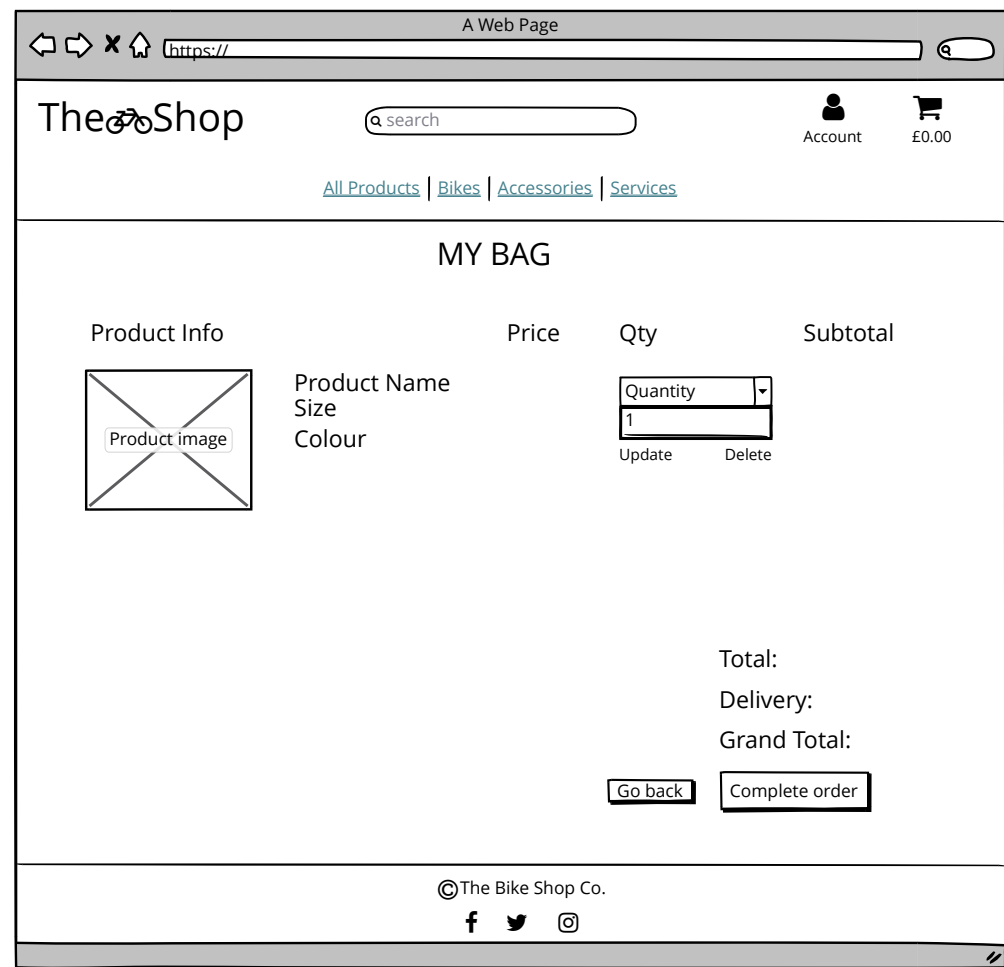 A Web Page
https://
The Shop
search
Account
£0.00
All Products | Bikes | Accessories | Services
MY BAG
Product Info Price Qty Subtotal
Product image
Product Name
Size
Colour
Quantity
1
Update Delete
Total:
Delivery:
Grand Total:
Go back Complete order
©The Bike Shop Co.